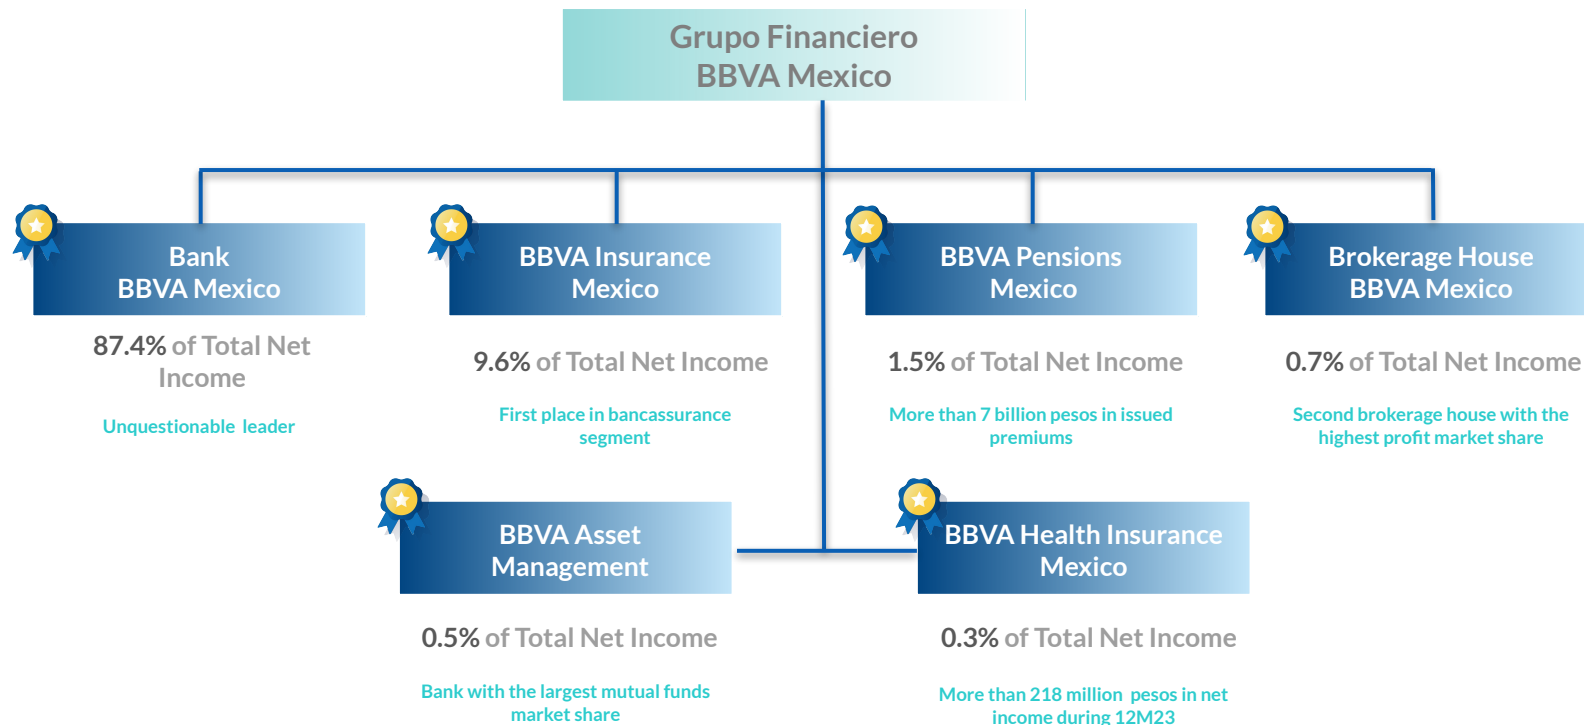 Grupo Financiero
BBVA Mexico
Bank
BBVA Mexico
87.4% of Total Net
Income
Unquestionable leader
BBVA Insurance
Mexico
9.6% of Total Net Income
First place in bancassurance
segment
BBVA Pensions
Mexico
1.5% of Total Net Income
More than 7 billion pesos in issued
premiums
Brokerage House
BBVA Mexico
0.7% of Total Net Income
Second brokerage house with the
highest profit market share
BBVA Asset
Management
0.5% of Total Net Income
Bank with the largest mutual funds
market share
BBVA Health Insurance
Mexico
0.3% of Total Net Income
More than 218 million pesos in net
income during 12M23